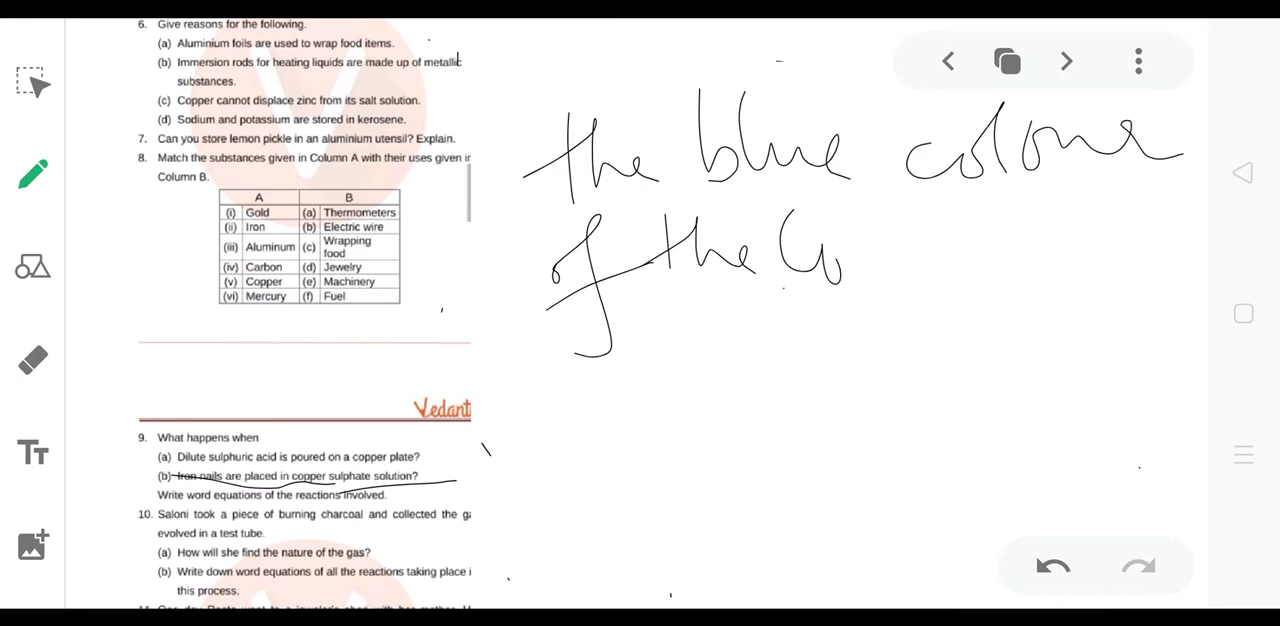 6. Give reasons for the following.
(a) Aluminium foils are used to wrap food items.
(b) Immersion rods for heating liquids are made up of metallic
substances.
(c) Copper cannot displace zinc from its salt solution.
(d) Sodium and potassium are stored in kerosene.
7. Can you store lemon pickle in an aluminium utensil? Explain.
8. Match the substances given in Column A with their uses given in
Column B.
A B
(i) Gold (a) Thermometers
(ii) Iron (b) Electric wire
(iii) Aluminum (c) Wrapping food
(iv) Carbon (d) Jewelry
(v) Copper (e) Machinery
(vi) Mercury (f) Fuel
Vedant
9. What happens when
(a) Dilute sulphuric acid is poured on a copper plate?
(b) Iron nails are placed in copper sulphate solution?
Write word equations of the reactions involved.
10. Saloni took a piece of burning charcoal and collected the ga
evolved in a test tube.
(a) How will she find the nature of the gas?
(b) Write down word equations of all the reactions taking place i
this process.
the blue colour
of the Co
TT